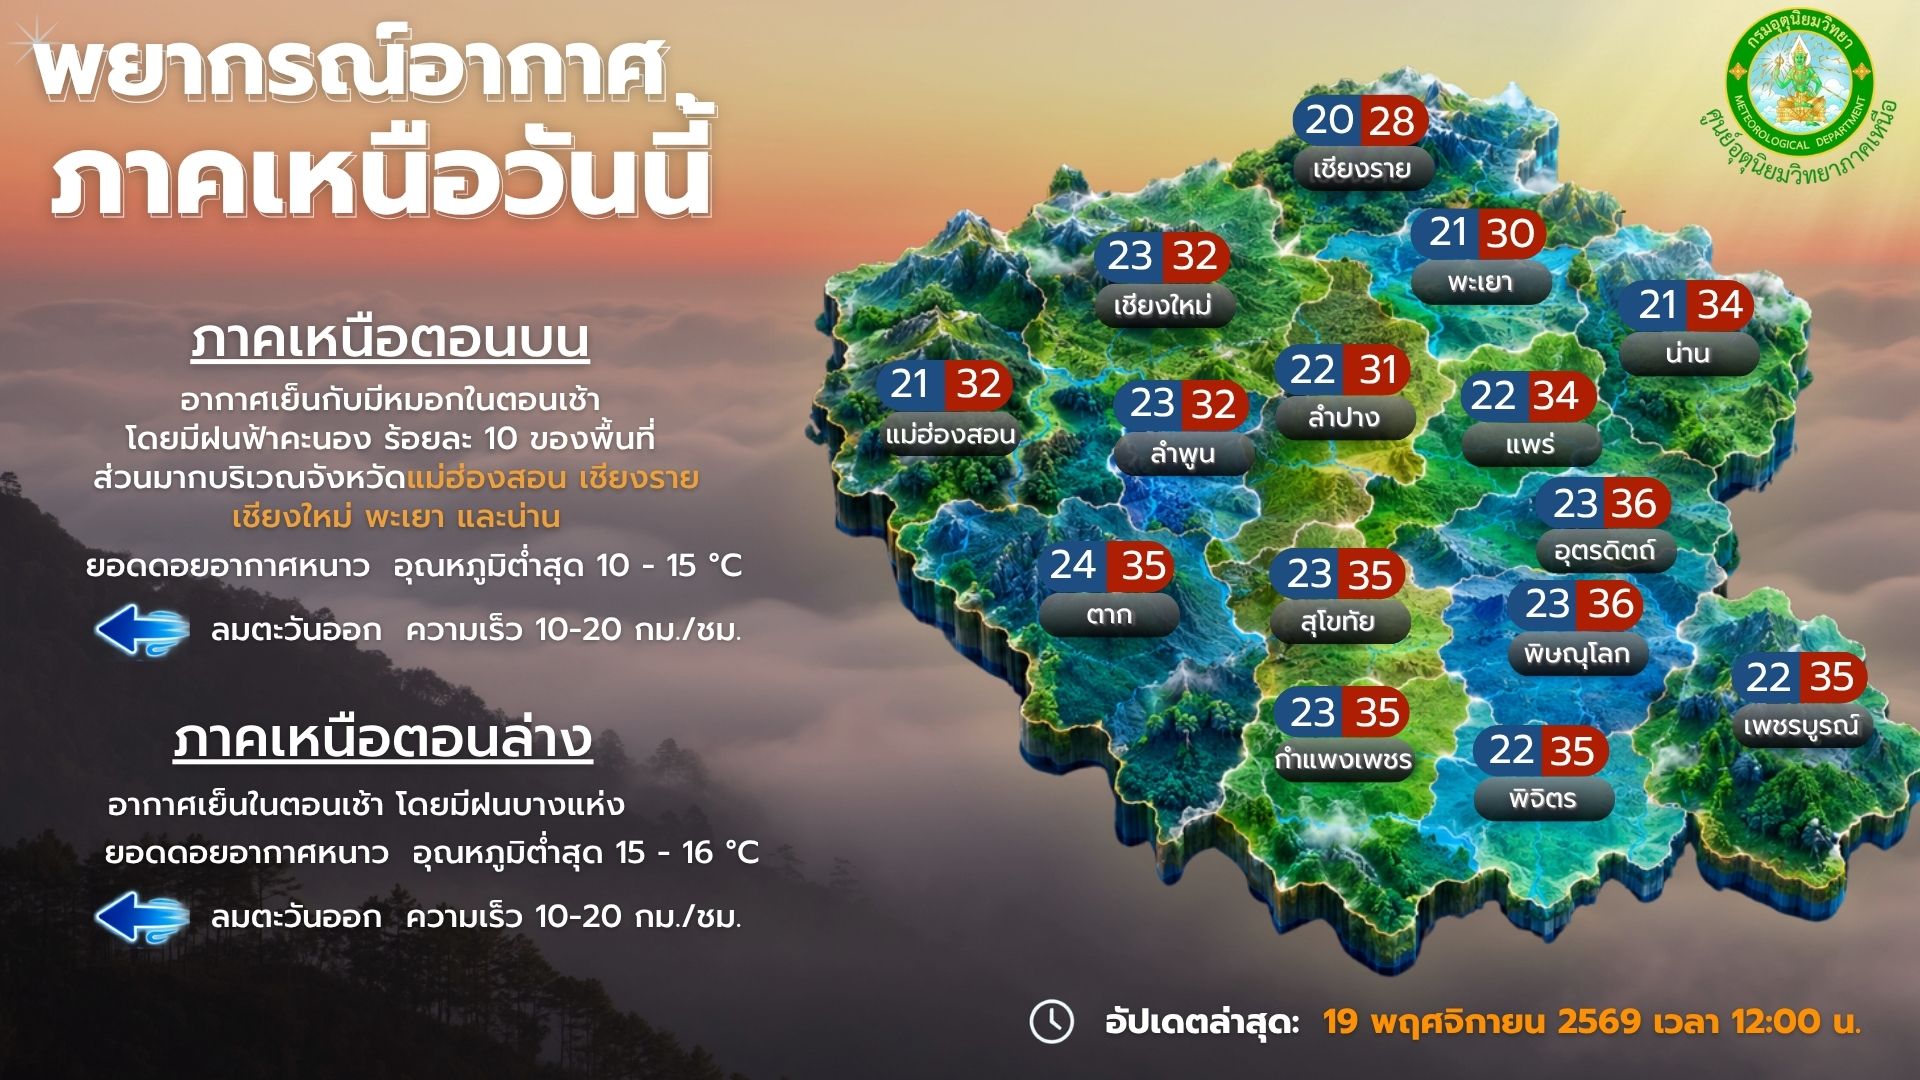 พยากรณ์อากาศ
ภาคเหนือวันนี้
ภาคเหนือตอนบน
อากาศเย็นกับมีหมอกในตอนเช้า
โดยมีฝนฟ้าคะนอง ร้อยละ 10 ของพื้นที่
ส่วนมากบริเวณจังหวัดแม่ฮ่องสอน เชียงราย
เชียงใหม่ พะเยา และน่าน
ยอดดอยอากาศหนาว อุณหภูมิต่ำสุด 10 - 15 °C
ลมตะวันออก ความเร็ว 10-20 กม./ชม.
ภาคเหนือตอนล่าง
อากาศเย็นในตอนเช้า โดยมีฝนบางแห่ง
ยอดดอยอากาศหนาว อุณหภูมิต่ำสุด 15 - 16 °C
ลมตะวันออก ความเร็ว 10-20 กม./ชม.
กรมอุตุนิยมวิทยา
METEOROLOGICAL DEPARTMENT
ศูนย์อุตุนิยมวิทยาภาคเหนือ
20 28
เชียงราย
21 30
พะเยา
23 32
เชียงใหม่
21 34
น่าน
21 32
แม่ฮ่องสอน
23 32
ลำพูน
22 31
ลำปาง
22 34
แพร่
23 36
อุตรดิตถ์
24 35
ตาก
23 35
สุโขทัย
23 36
พิษณุโลก
22 35
เพชรบูรณ์
23 35
กำแพงเพชร
22 35
พิจิตร
อัปเดตล่าสุด: 19 พฤศจิกายน 2569 เวลา 12:00 น.